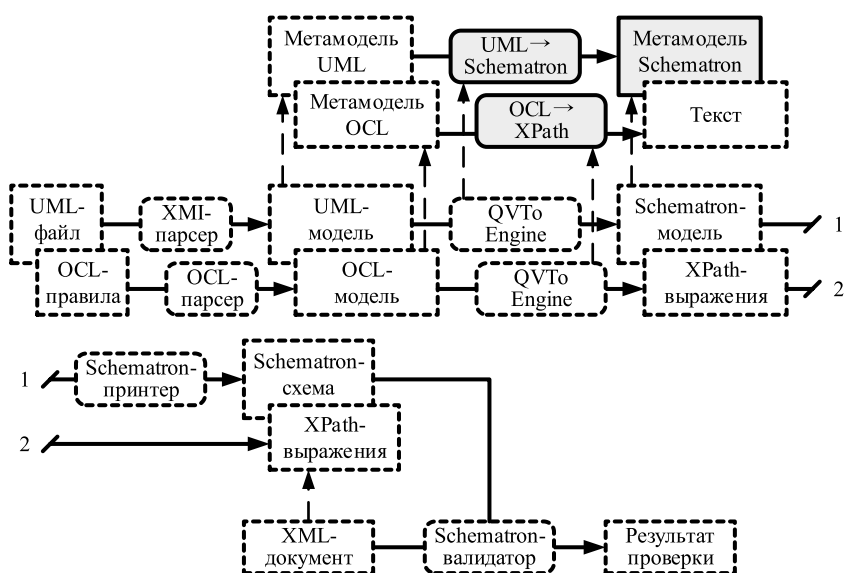 Метамодель
UML
UML→
Schematron
Метамодель
Schematron
Метамодель
OCL
OCL→
XPath
Текст
UML-
файл
XMI-
парсер
UML-
модель
QVTo
Engine
Schematron-
модель
1
OCL-
правила
OCL-
парсер
OCL-
модель
QVTo
Engine
XPath-
выражения
2
1
Schematron-
принтер
Schematron-
схема
2
XPath-
выражения
XML-
документ
Schematron-
валидатор
Результат
проверки